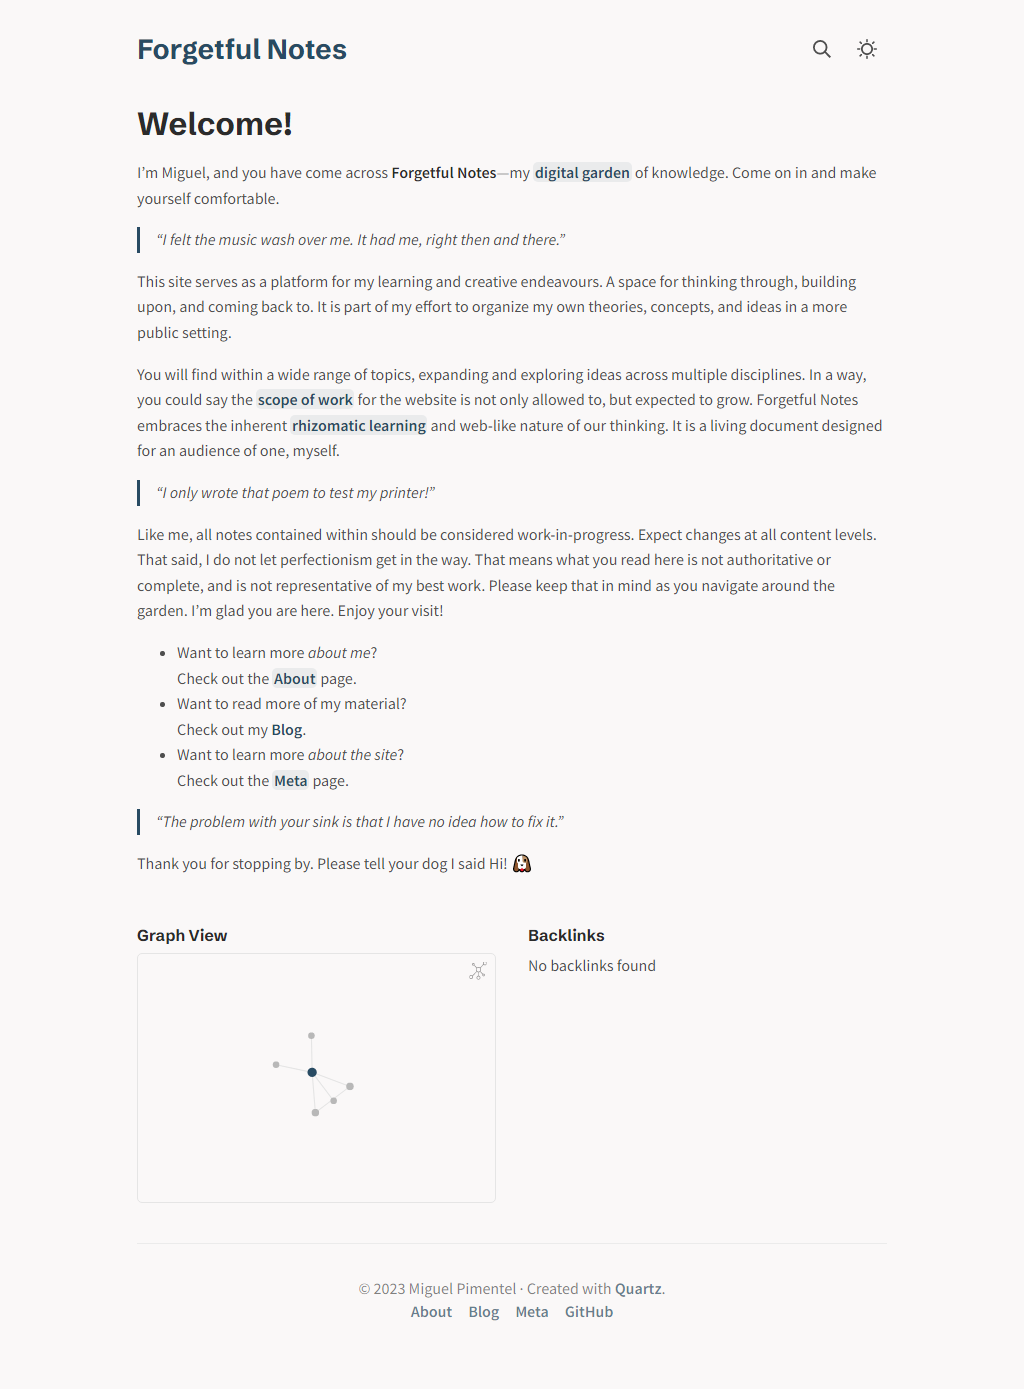 Forgetful Notes
Welcome!
I’m Miguel, and you have come across Forgetful Notes—my digital garden of knowledge. Come on in and make
yourself comfortable.
“I felt the music wash over me. It had me, right then and there.”
This site serves as a platform for my learning and creative endeavours. A space for thinking through, building
upon, and coming back to. It is part of my effort to organize my own theories, concepts, and ideas in a more
public setting.
You will find within a wide range of topics, expanding and exploring ideas across multiple disciplines. In a way,
you could say the scope of work for the website is not only allowed to, but expected to grow. Forgetful Notes
embraces the inherent rhizomatic learning and web-like nature of our thinking. It is a living document designed
for an audience of one, myself.
“I only wrote that poem to test my printer!”
Like me, all notes contained within should be considered work-in-progress. Expect changes at all content levels.
That said, I do not let perfectionism get in the way. That means what you read here is not authoritative or
complete, and is not representative of my best work. Please keep that in mind as you navigate around the
garden. I’m glad you are here. Enjoy your visit!
• Want to learn more about me?
Check out the About page.
• Want to read more of my material?
Check out my Blog.
• Want to learn more about the site?
Check out the Meta page.
“The problem with your sink is that I have no idea how to fix it.”
Thank you for stopping by. Please tell your dog I said Hi! 🐶
Graph View
Backlinks
No backlinks found
© 2023 Miguel Pimentel · Created with Quartz.
About Blog Meta GitHub